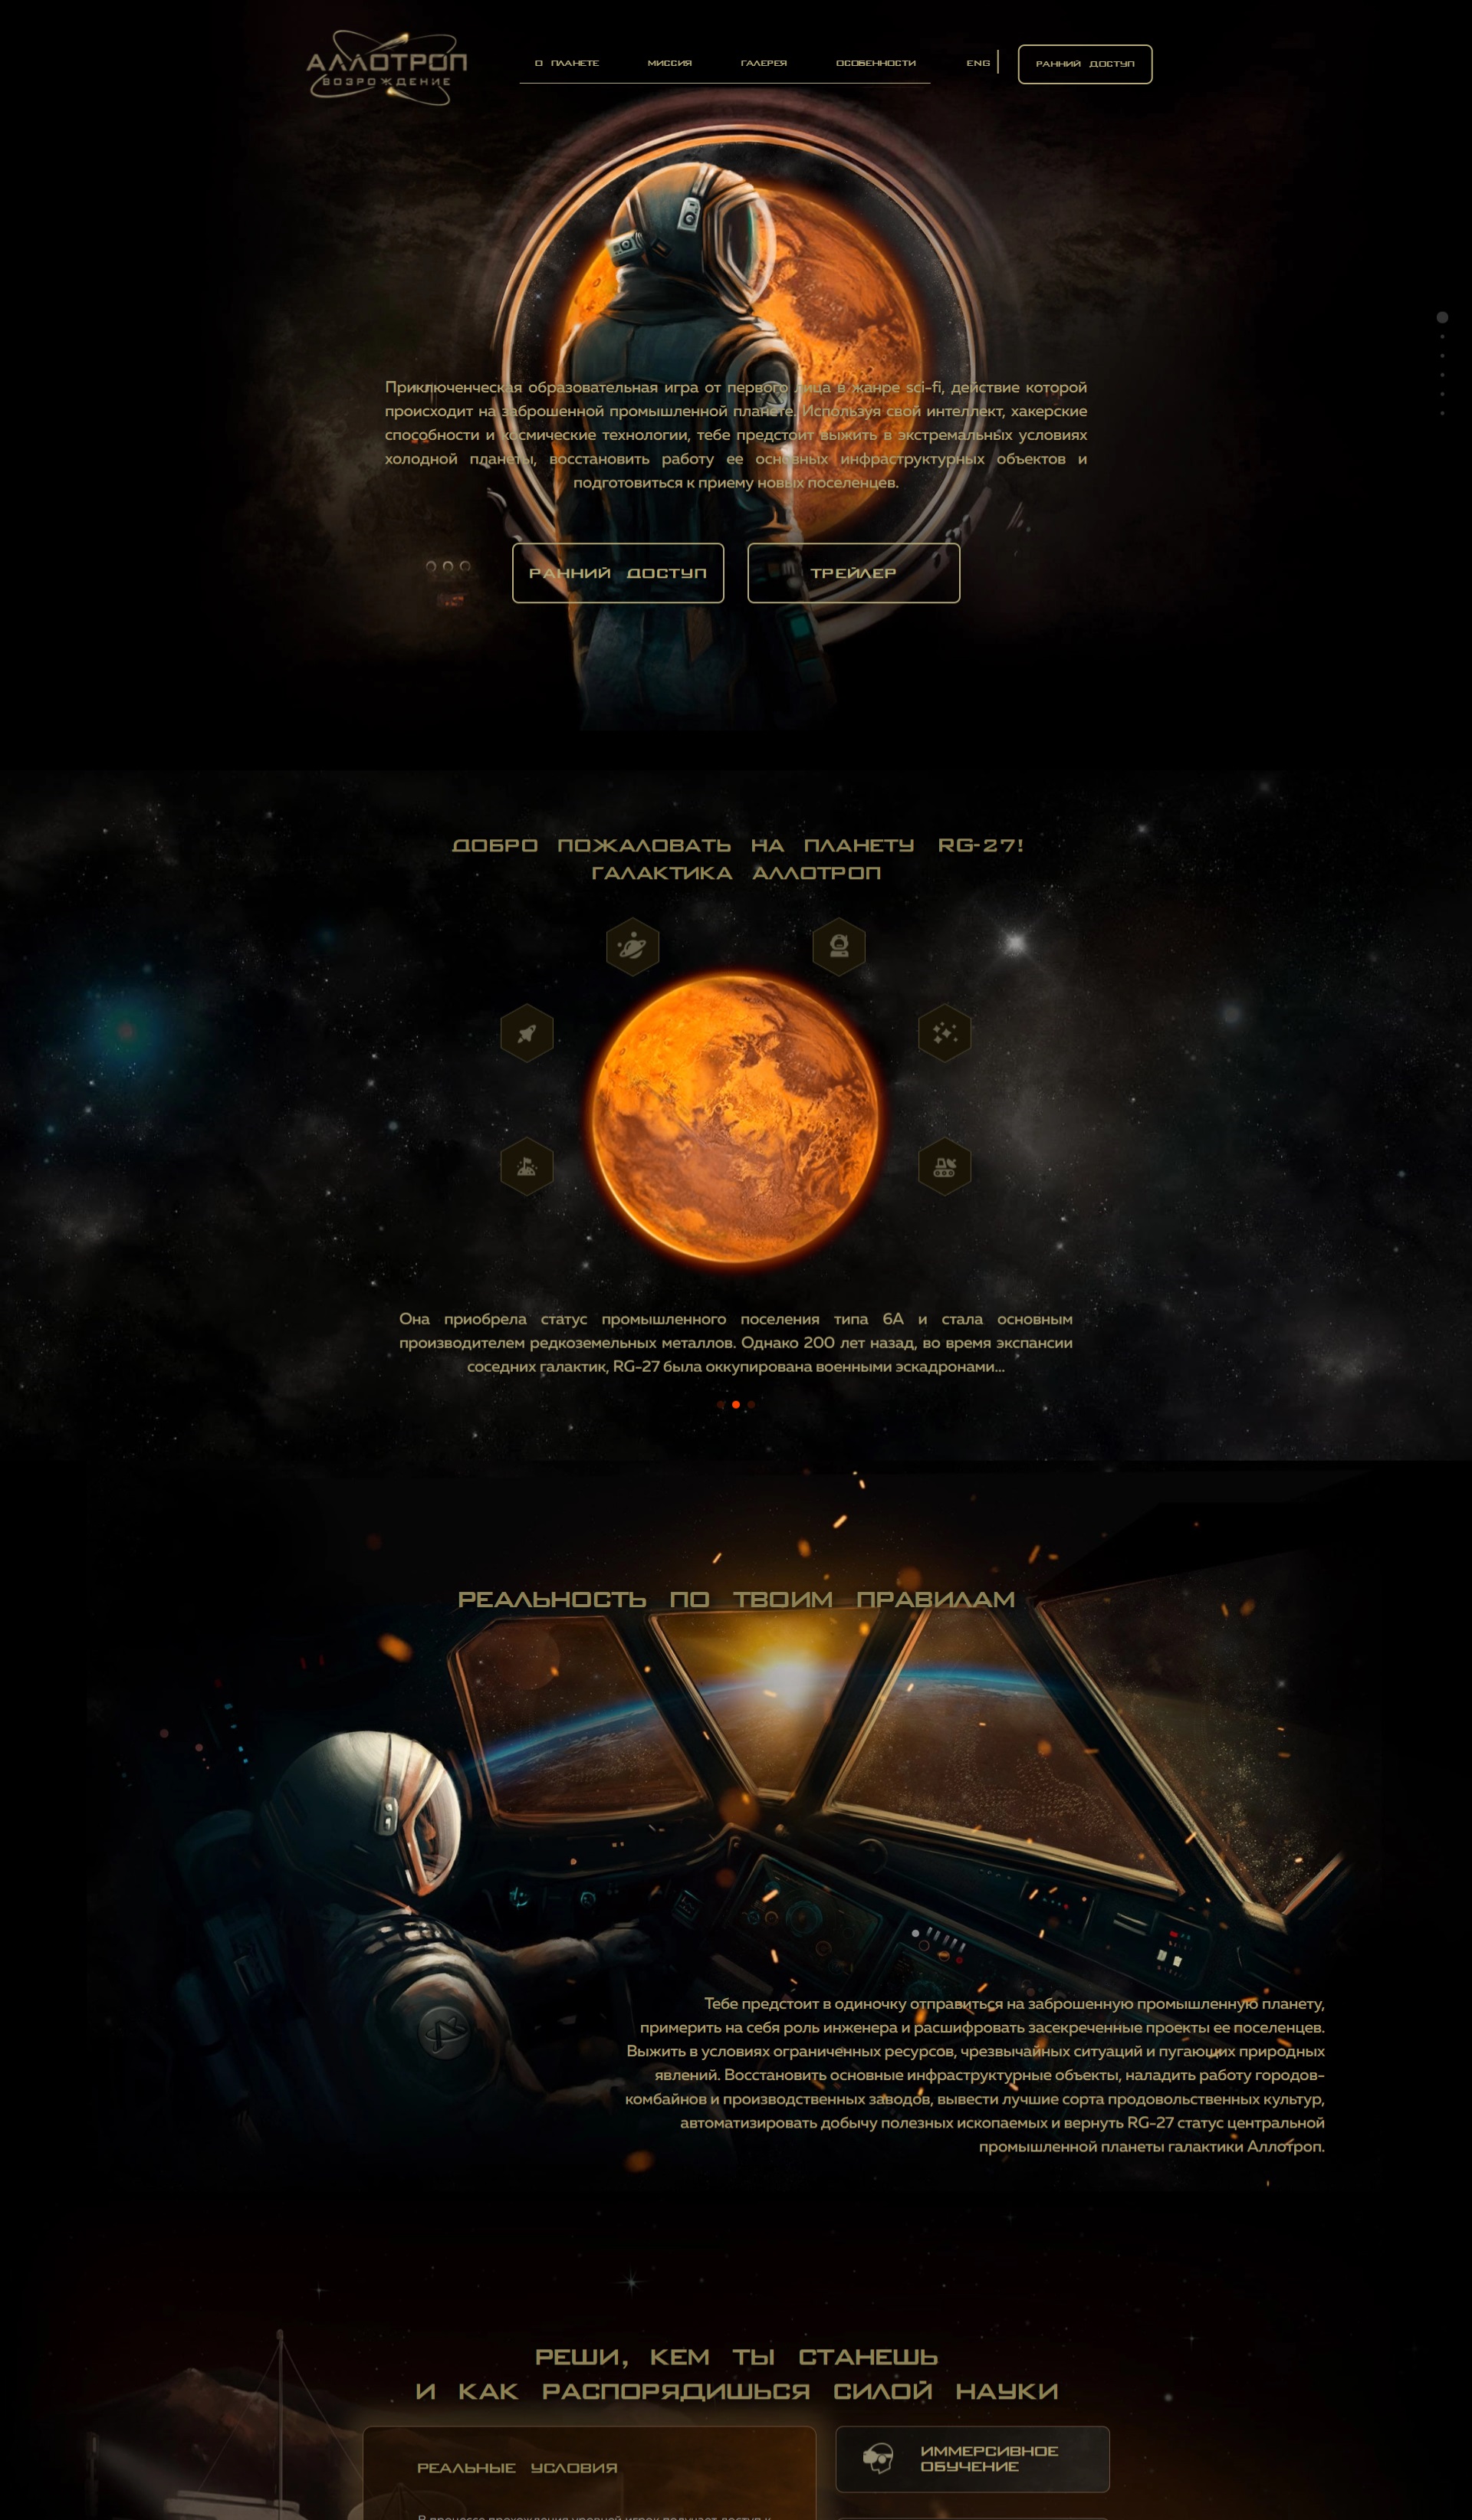 АЛЛОТРОП
ВОЗРОЖДЕНИЕ
О ПЛАНЕТЕ
МИССИЯ
ГАЛЕРЕЯ
ОСОБЕННОСТИ
ENG
РАННИЙ ДОСТУП
Приключенческая образовательная игра от первого лица в жанре sci-fi, действие которой
происходит на заброшенной промышленной планете. Используя свой интеллект, хакерские
способности и космические технологии, тебе предстоит выжить в экстремальных условиях
холодной планеты, восстановить работу ее основных инфраструктурных объектов и
подготовиться к приему новых поселенцев.
РАННИЙ ДОСТУП
ТРЕЙЛЕР
ДОБРО ПОЖАЛОВАТЬ НА ПЛАНЕТУ RG-27!
ГАЛАКТИКА АЛЛОТРОП
Она приобрела статус промышленного поселения типа 6А и стала основным
производителем редкоземельных металлов. Однако 200 лет назад, во время экспансии
соседних галактик, RG-27 была оккупирована военными эскадронами...
РЕАЛЬНОСТЬ ПО ТВОИМ ПРАВИЛАМ
Тебе предстоит в одиночку отправиться на заброшенную промышленную планету,
примерить на себя роль инженера и расшифровать засекреченные проекты ее поселенцев.
Выжить в условиях ограниченных ресурсов, чрезвычайных ситуаций и пугающих природных
явлений. Восстановить основные инфраструктурные объекты, наладить работу городов-
комбайнов и производственных заводов, вывести лучшие сорта продовольственных культур,
автоматизировать добычу полезных ископаемых и вернуть RG-27 статус центральной
промышленной планеты галактики Аллотроп.
РЕШИ, КЕМ ТЫ СТАНЕШЬ
И КАК РАСПОРЯДИШЬСЯ СИЛОЙ НАУКИ
РЕАЛЬНЫЕ УСЛОВИЯ
ИММЕРСИВНОЕ
ОБУЧЕНИЕ